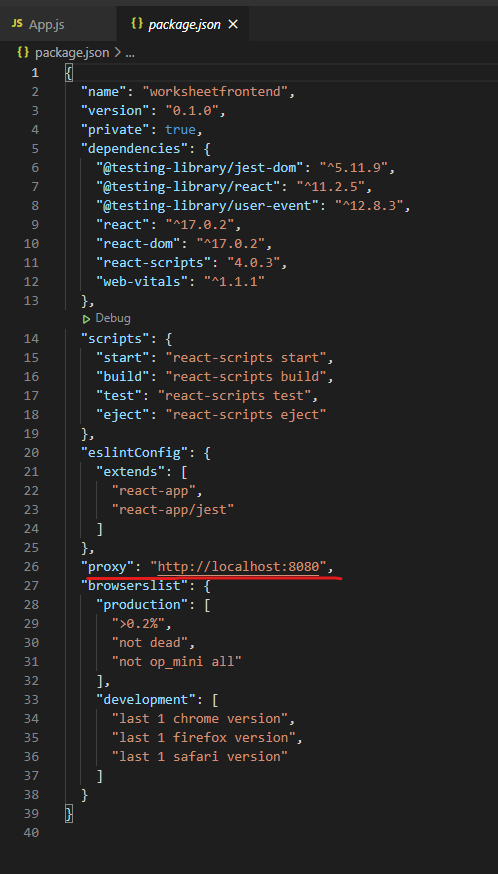 JS App.js
{} package.json ×
{} package.json > ...
1 {
2 "name": "worksheetfrontend",
3 "version": "0.1.0",
4 "private": true,
5 "dependencies": {
6 "@testing-library/jest-dom": "^5.11.9",
7 "@testing-library/react": "^11.2.5",
8 "@testing-library/user-event": "^12.8.3",
9 "react": "^17.0.2",
10 "react-dom": "^17.0.2",
11 "react-scripts": "4.0.3",
12 "web-vitals": "^1.1.1"
13 },
Debug
14 "scripts": {
15 "start": "react-scripts start",
16 "build": "react-scripts build",
17 "test": "react-scripts test",
18 "eject": "react-scripts eject"
19 },
20 "eslintConfig": {
21 "extends": [
22 "react-app",
23 "react-app/jest"
24 ]
25 },
26 "proxy": "http://localhost:8080",
27 "browserslist": {
28 "production": [
29 ">0.2%",
30 "not dead",
31 "not op_mini all"
32 ],
33 "development": [
34 "last 1 chrome version",
35 "last 1 firefox version",
36 "last 1 safari version"
37 ]
38 }
39 }
40